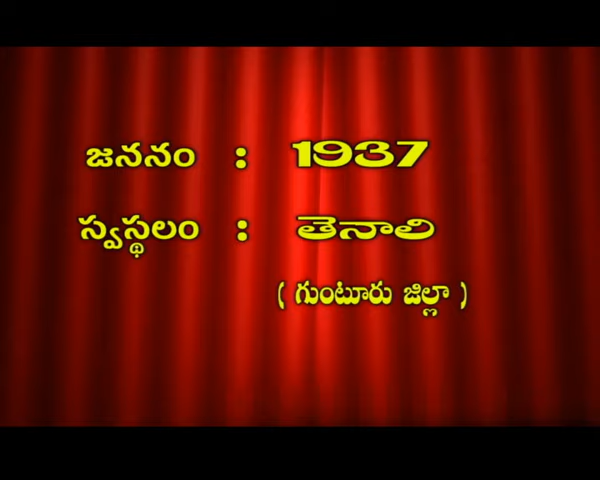 జననం : 1937
స్వస్థలం : తెనాలి
( గుంటూరు జిల్లా )